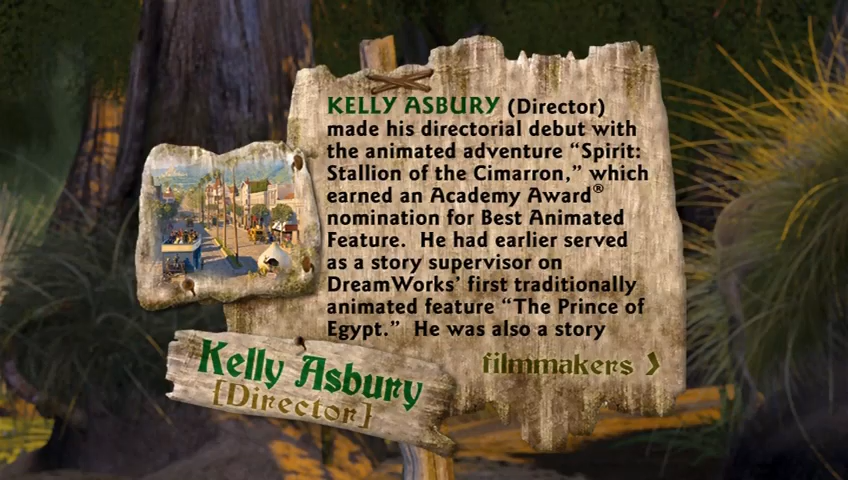 KELLY ASBURY (Director)
made his directorial debut with
the animated adventure “Spirit:
Stallion of the Cimarron,” which
earned an Academy Award®
nomination for Best Animated
Feature. He had earlier served
as a story supervisor on
DreamWorks’ first traditionally
animated feature “The Prince of
Egypt.” He was also a story
filmmakers ❯
Kelly Asbury
[Director]